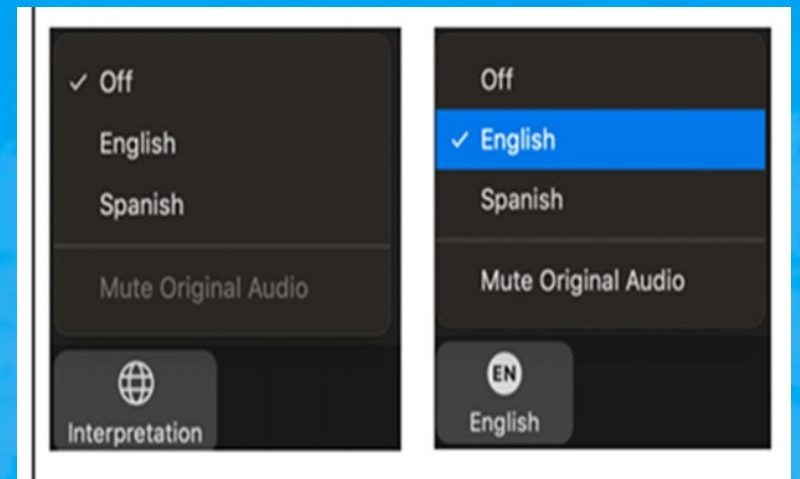 Off
English
Spanish
Mute Original Audio
Interpretation
Off
English
Spanish
Mute Original Audio
EN
English